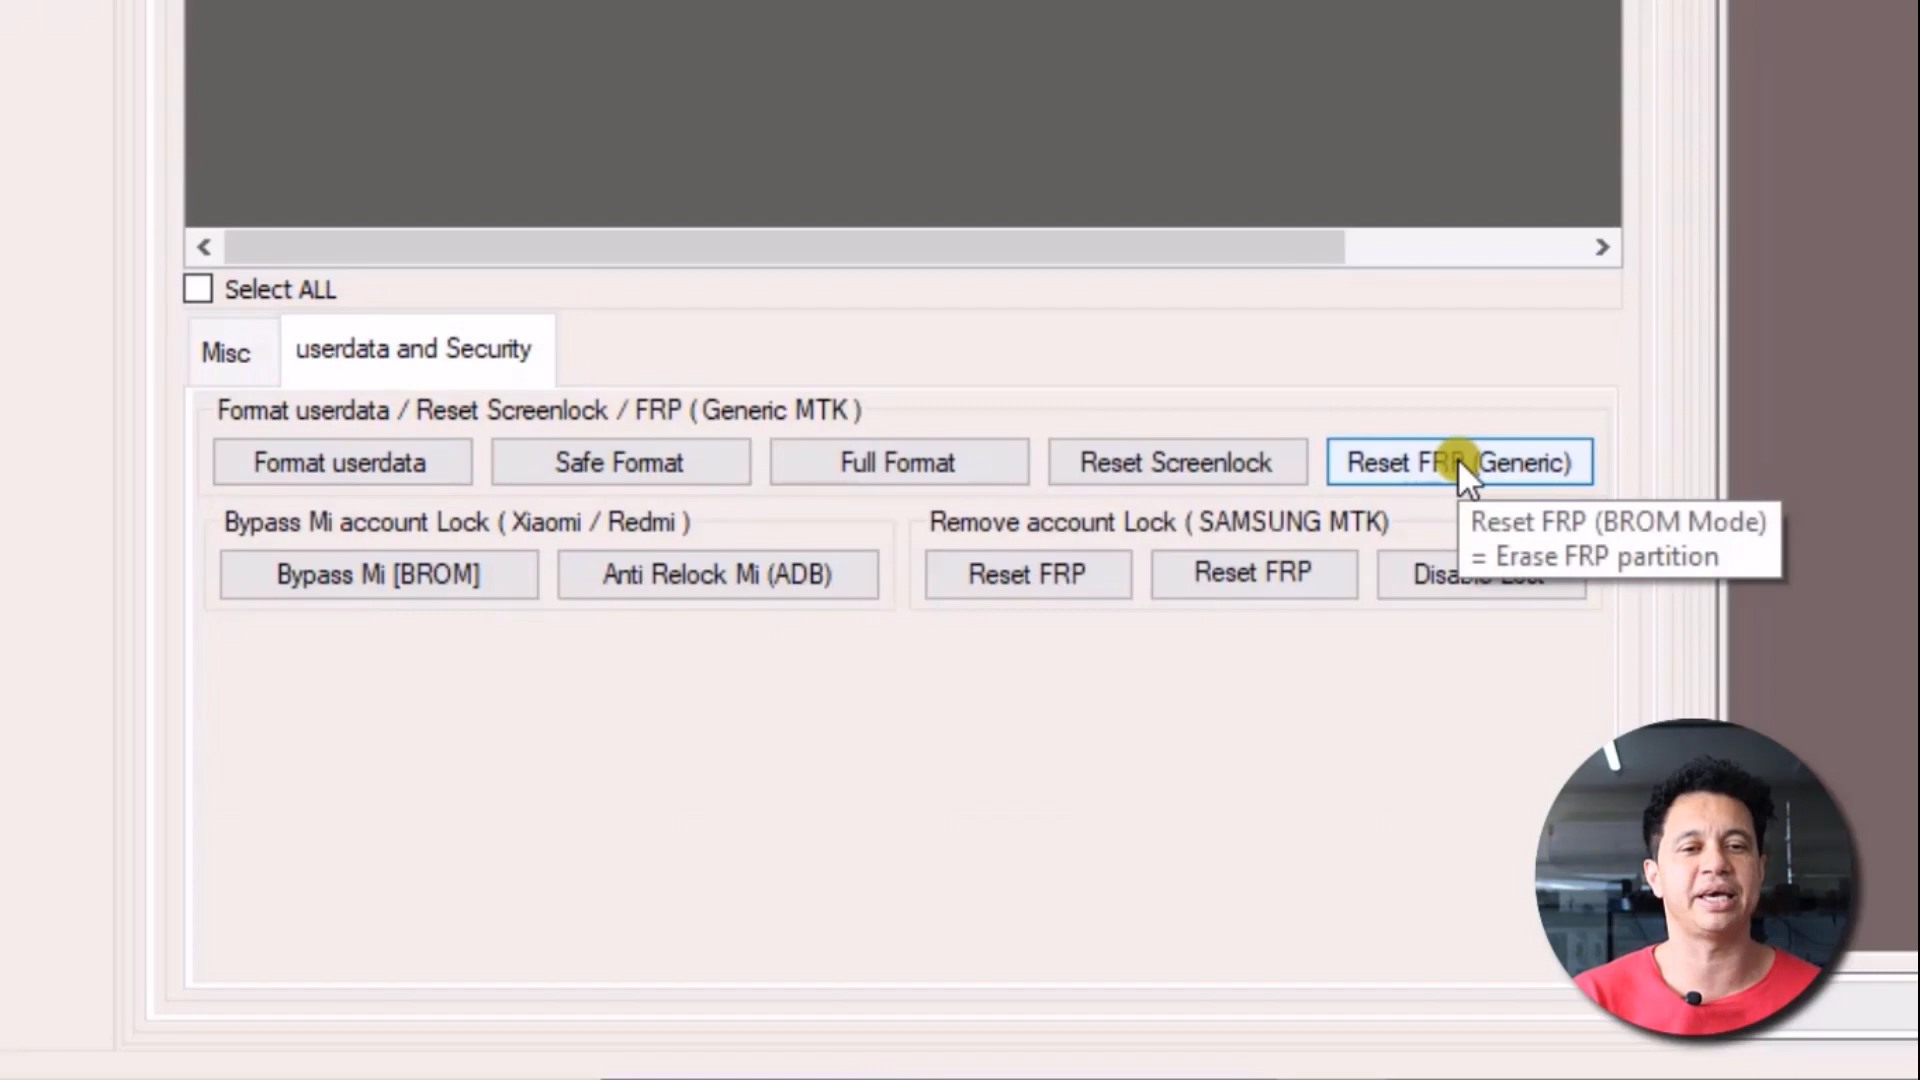 Select ALL
Misc
userdata and Security
Format userdata / Reset Screenlock / FRP ( Generic MTK )
Format userdata
Safe Format
Full Format
Reset Screenlock
Reset FRP (Generic)
Reset FRP (BROM Mode)
= Erase FRP partition
Bypass Mi account Lock ( Xiaomi / Redmi )
Bypass Mi [BROM]
Anti Relock Mi (ADB)
Remove account Lock ( SAMSUNG MTK)
Reset FRP
Reset FRP